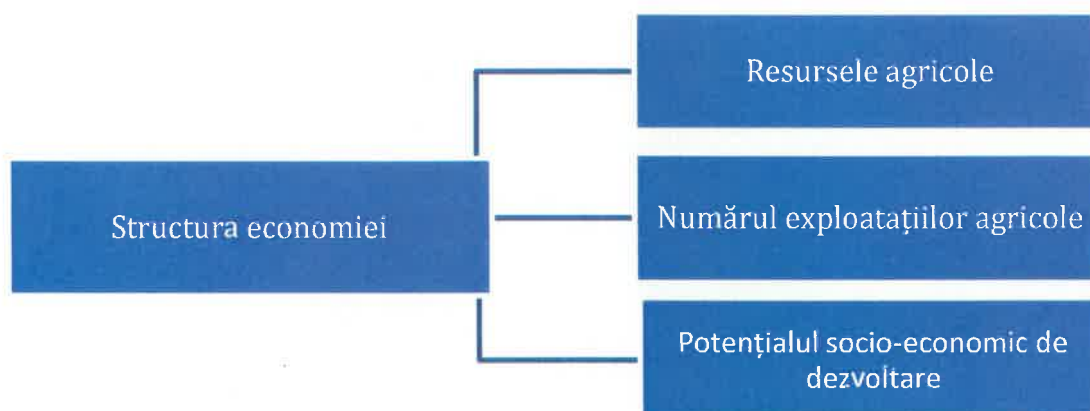 Structura economiei
Resursele agricole
Numărul exploatațiilor agricole
Potențialul socio-economic de
dezvoltare